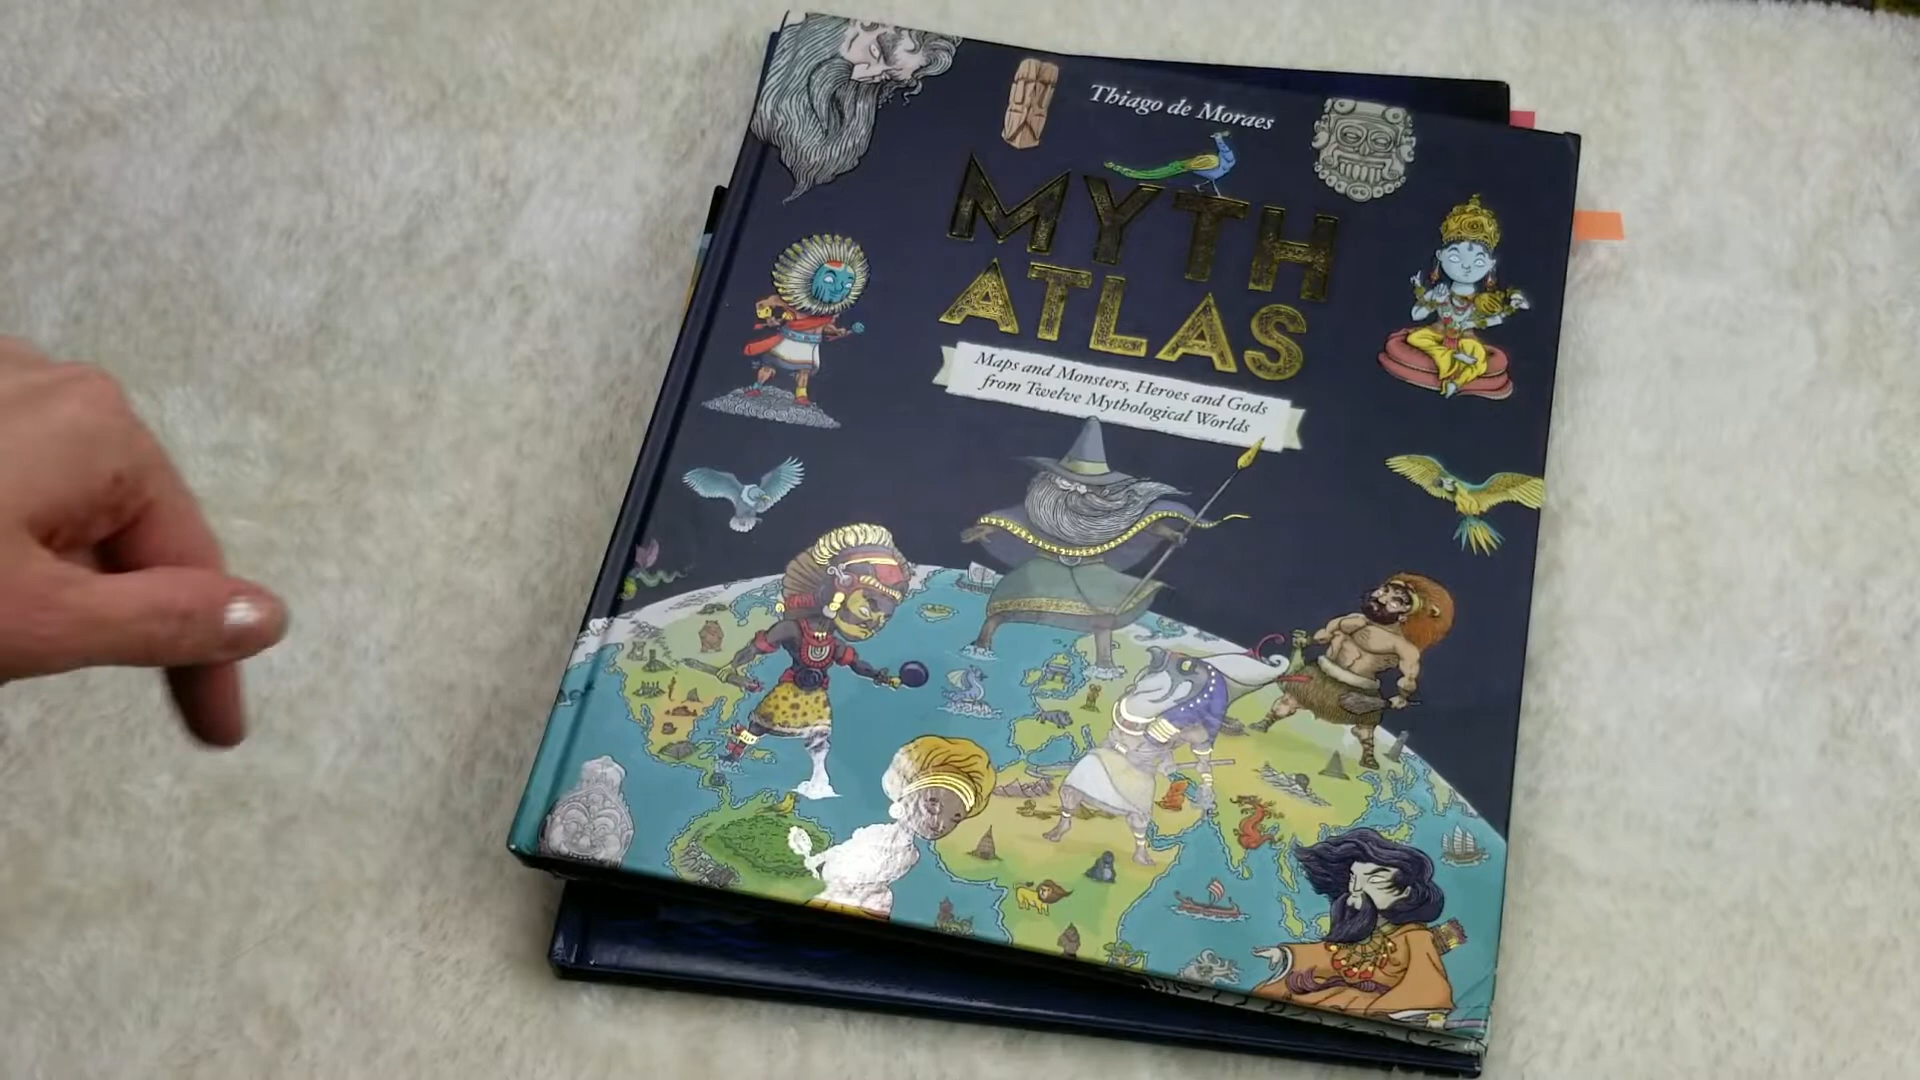 Thiago de Moraes
MYTH
ATLAS
Maps and Monsters, Heroes and Gods
from Twelve Mythological Worlds